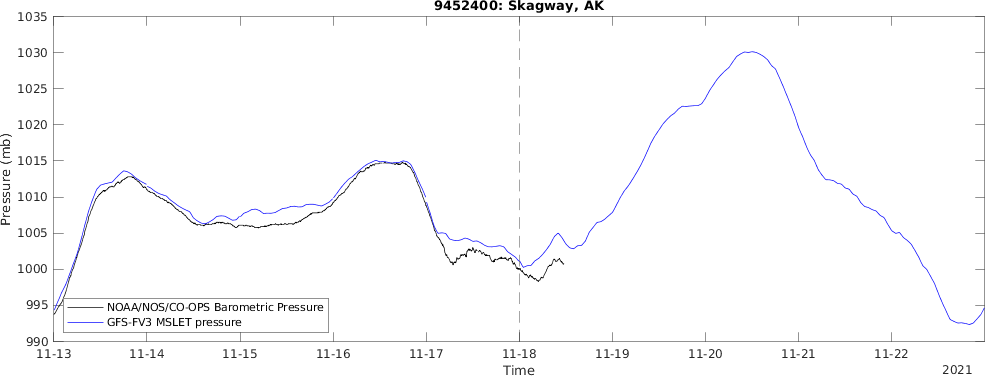 9452400: Skagway, AK
1035
1030
1025
1020
1015
1010
1005
1000
995
990
Pressure (mb)
NOAA/NOS/CO-OPS Barometric Pressure
GFS-FV3 MSLET pressure
11-13 11-14 11-15 11-16 11-17 11-18 11-19 11-20 11-21 11-22
Time
2021